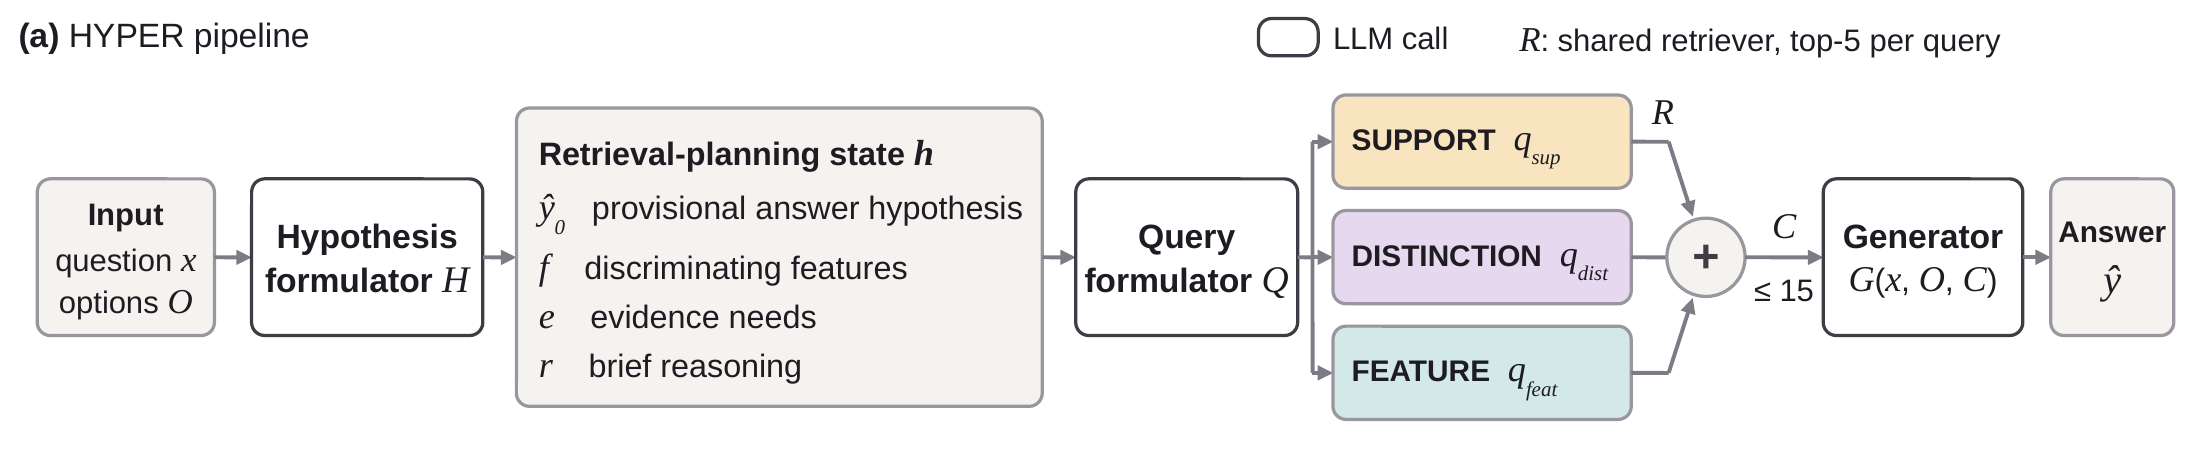 (a) HYPER pipeline
LLM call
R: shared retriever, top-5 per query
Input
question x
options O
Hypothesis
formulator H
Retrieval-planning state h
ŷ0 provisional answer hypothesis
f discriminating features
e evidence needs
r brief reasoning
Query
formulator Q
SUPPORT qsup
DISTINCTION qdist
FEATURE qfeat
R
+
C
≤ 15
Generator
G(x, O, C)
Answer
ŷ